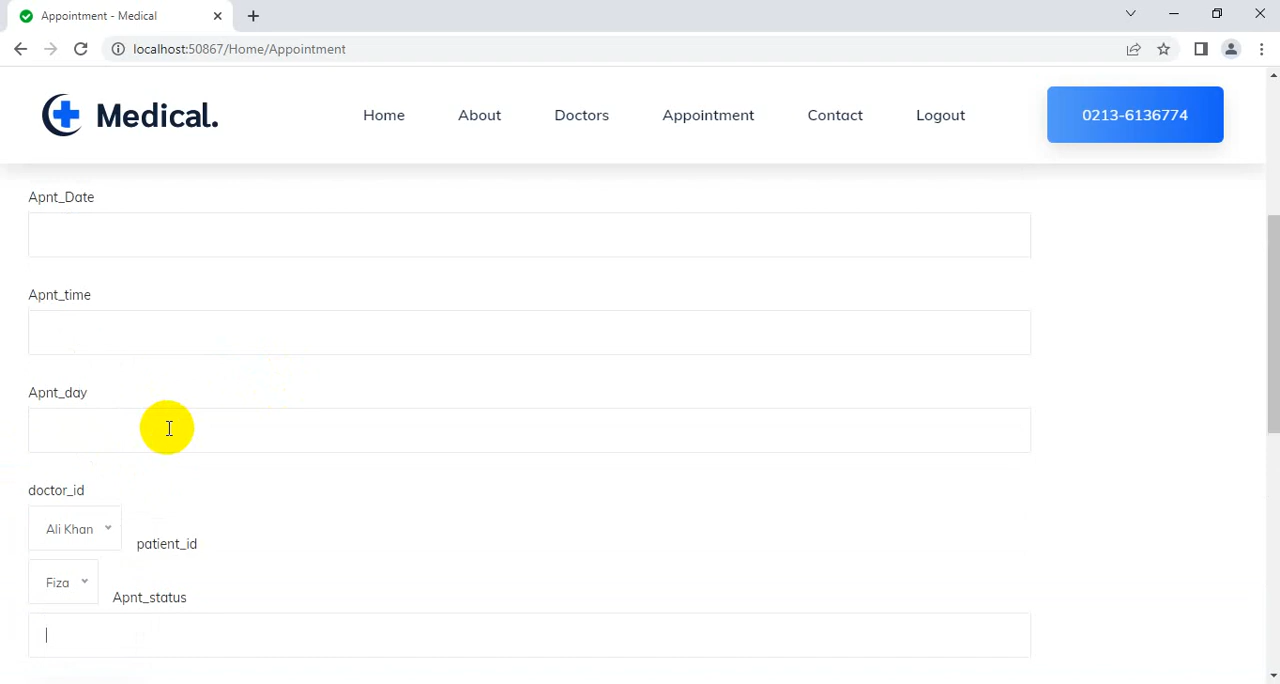 Appointment - Medical
localhost:50867/Home/Appointment
Medical.
Home
About
Doctors
Appointment
Contact
Logout
0213-6136774
Apnt_Date
Apnt_time
Apnt_day
doctor_id
Ali Khan
patient_id
Fiza
Apnt_status